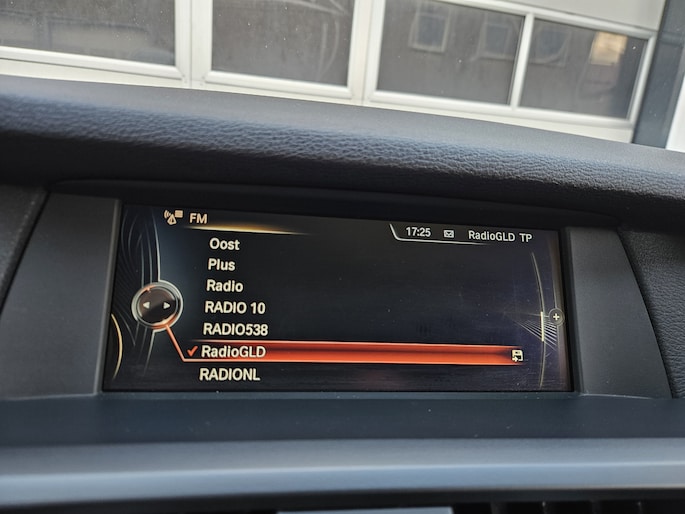 FM
17:25 RadioGLD TP
Oost
Plus
Radio
RADIO 10
RADIO538
RadioGLD
RADIONL